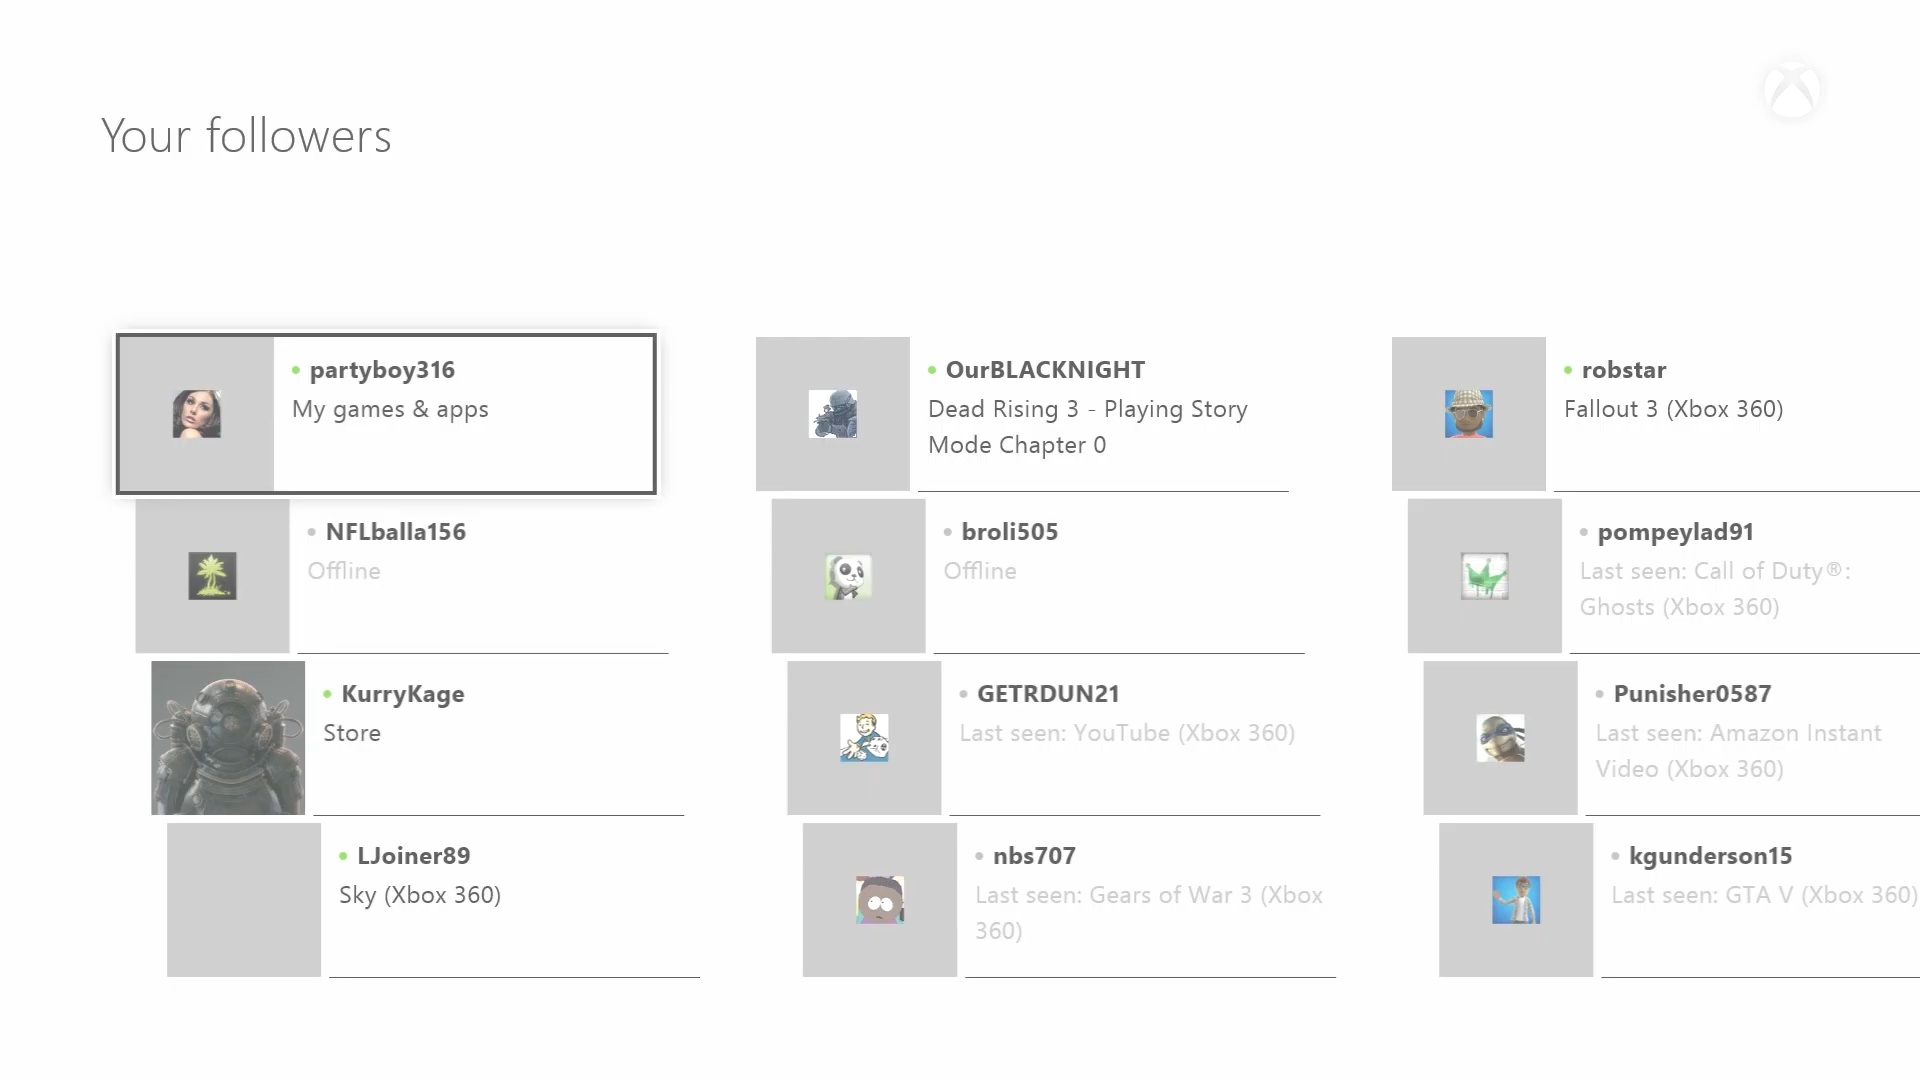 Your followers
partyboy316
My games & apps
NFLballa156
Offline
KurryKage
Store
LJoiner89
Sky (Xbox 360)
OurBLACKNIGHT
Dead Rising 3 - Playing Story
Mode Chapter 0
broli505
Offline
GETRDUN21
Last seen: YouTube (Xbox 360)
nbs707
Last seen: Gears of War 3 (Xbox
360)
robstar
Fallout 3 (Xbox 360)
pompeylad91
Last seen: Call of Duty®:
Ghosts (Xbox 360)
Punisher0587
Last seen: Amazon Instant
Video (Xbox 360)
kgunderson15
Last seen: GTA V (Xbox 360)